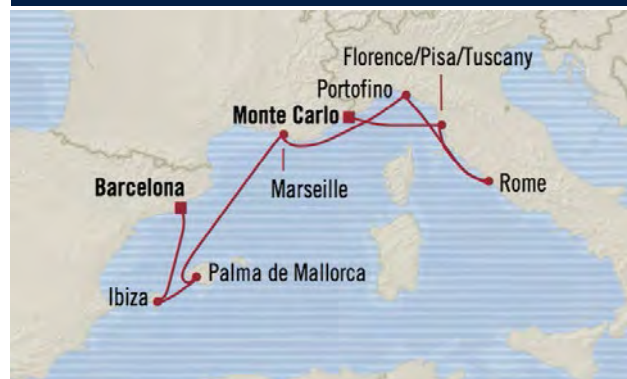 Florence/Pisa/Tuscany
Portofino
Monte Carlo
Marseille
Rome
Barcelona
Palma de Mallorca
Ibiza